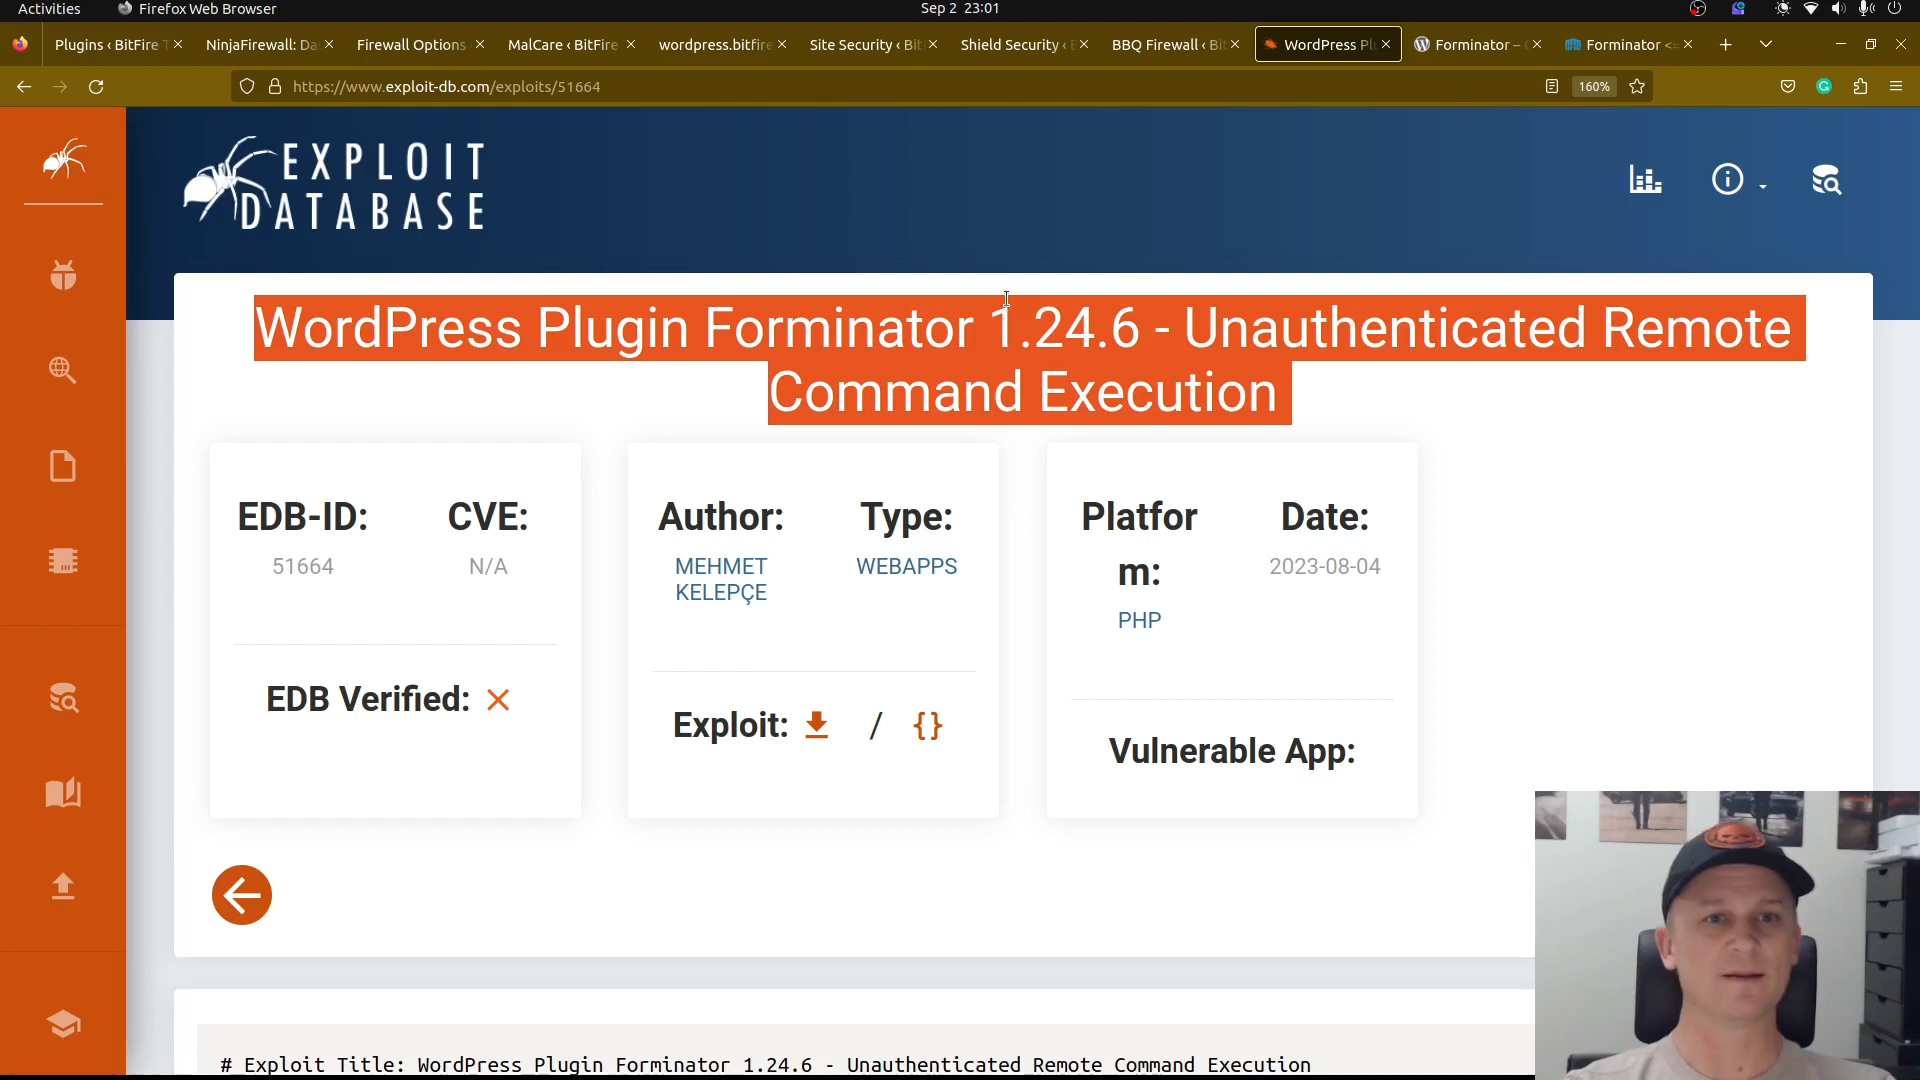 Activities
Firefox Web Browser
Sep 2 23:01
Plugins ‹ BitFire T
NinjaFirewall: Da
Firewall Options
MalCare ‹ BitFire
wordpress.bitfire
Site Security ‹ Bi
Shield Security ‹
BBQ Firewall ‹ Bi
WordPress Pl
Forminator –
Forminator <=
https://www.exploit-db.com/exploits/51664
160%
EXPLOIT
DATABASE
WordPress Plugin Forminator 1.24.6 - Unauthenticated Remote
Command Execution
EDB-ID:
51664
CVE:
N/A
EDB Verified:
Author:
MEHMET
KELEPÇE
Type:
WEBAPPS
Exploit:
/
{}
Platfor
m:
PHP
Date:
2023-08-04
Vulnerable App:
# Exploit Title: WordPress Plugin Forminator 1.24.6 - Unauthenticated Remote Command Execution